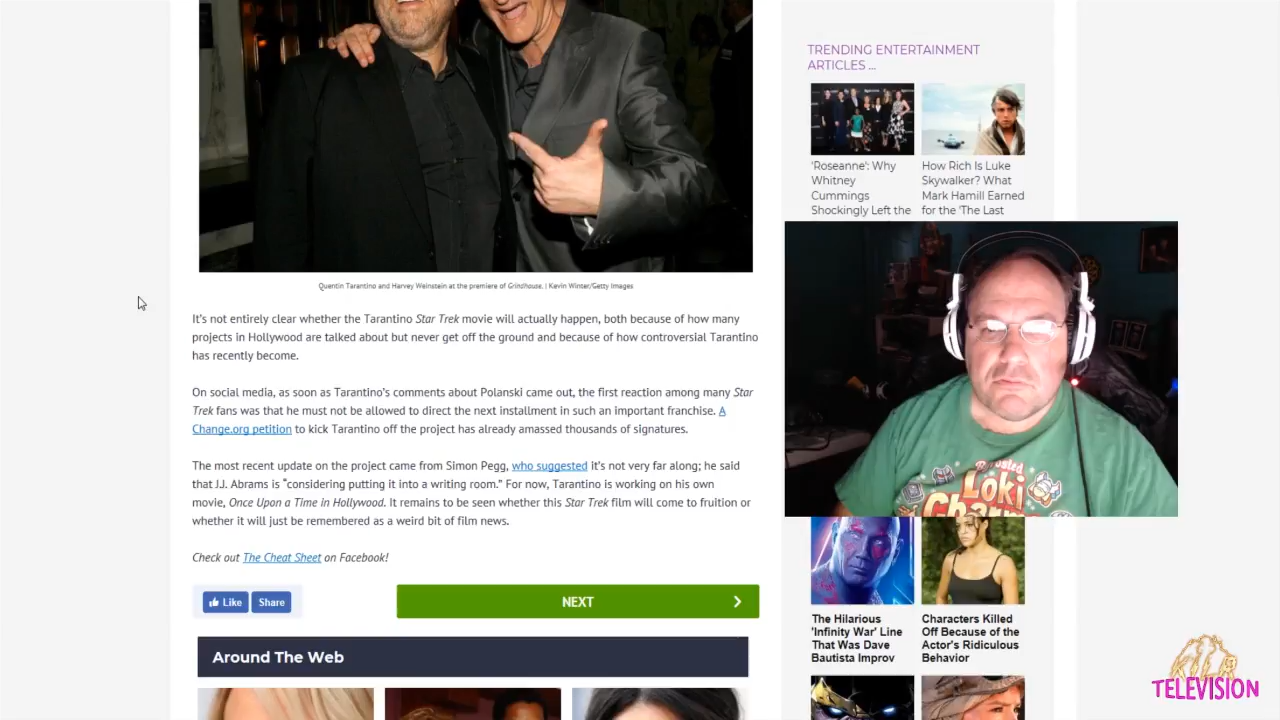 TRENDING ENTERTAINMENT
ARTICLES ...
'Roseanne': Why
Whitney
Cummings
Shockingly Left the
How Rich Is Luke
Skywalker? What
Mark Hamill Earned
for the 'The Last
Quentin Tarantino and Harvey Weinstein at the premiere of Grindhouse. | Kevin Winter/Getty Images
It's not entirely clear whether the Tarantino Star Trek movie will actually happen, both because of how many
projects in Hollywood are talked about but never get off the ground and because of how controversial Tarantino
has recently become.
On social media, as soon as Tarantino's comments about Polanski came out, the first reaction among many Star
Trek fans was that he must not be allowed to direct the next installment in such an important franchise. A
Change.org petition to kick Tarantino off the project has already amassed thousands of signatures.
The most recent update on the project came from Simon Pegg, who suggested it's not very far along; he said
that J.J. Abrams is “considering putting it into a writing room.” For now, Tarantino is working on his own
movie, Once Upon a Time in Hollywood. It remains to be seen whether this Star Trek film will come to fruition or
whether it will just be remembered as a weird bit of film news.
Check out The Cheat Sheet on Facebook!
Like Share
NEXT
Around The Web
Loki
Charms
The Hilarious
'Infinity War' Line
That Was Dave
Bautista Improv
Characters Killed
Off Because of the
Actor's Ridiculous
Behavior
TELEVISION